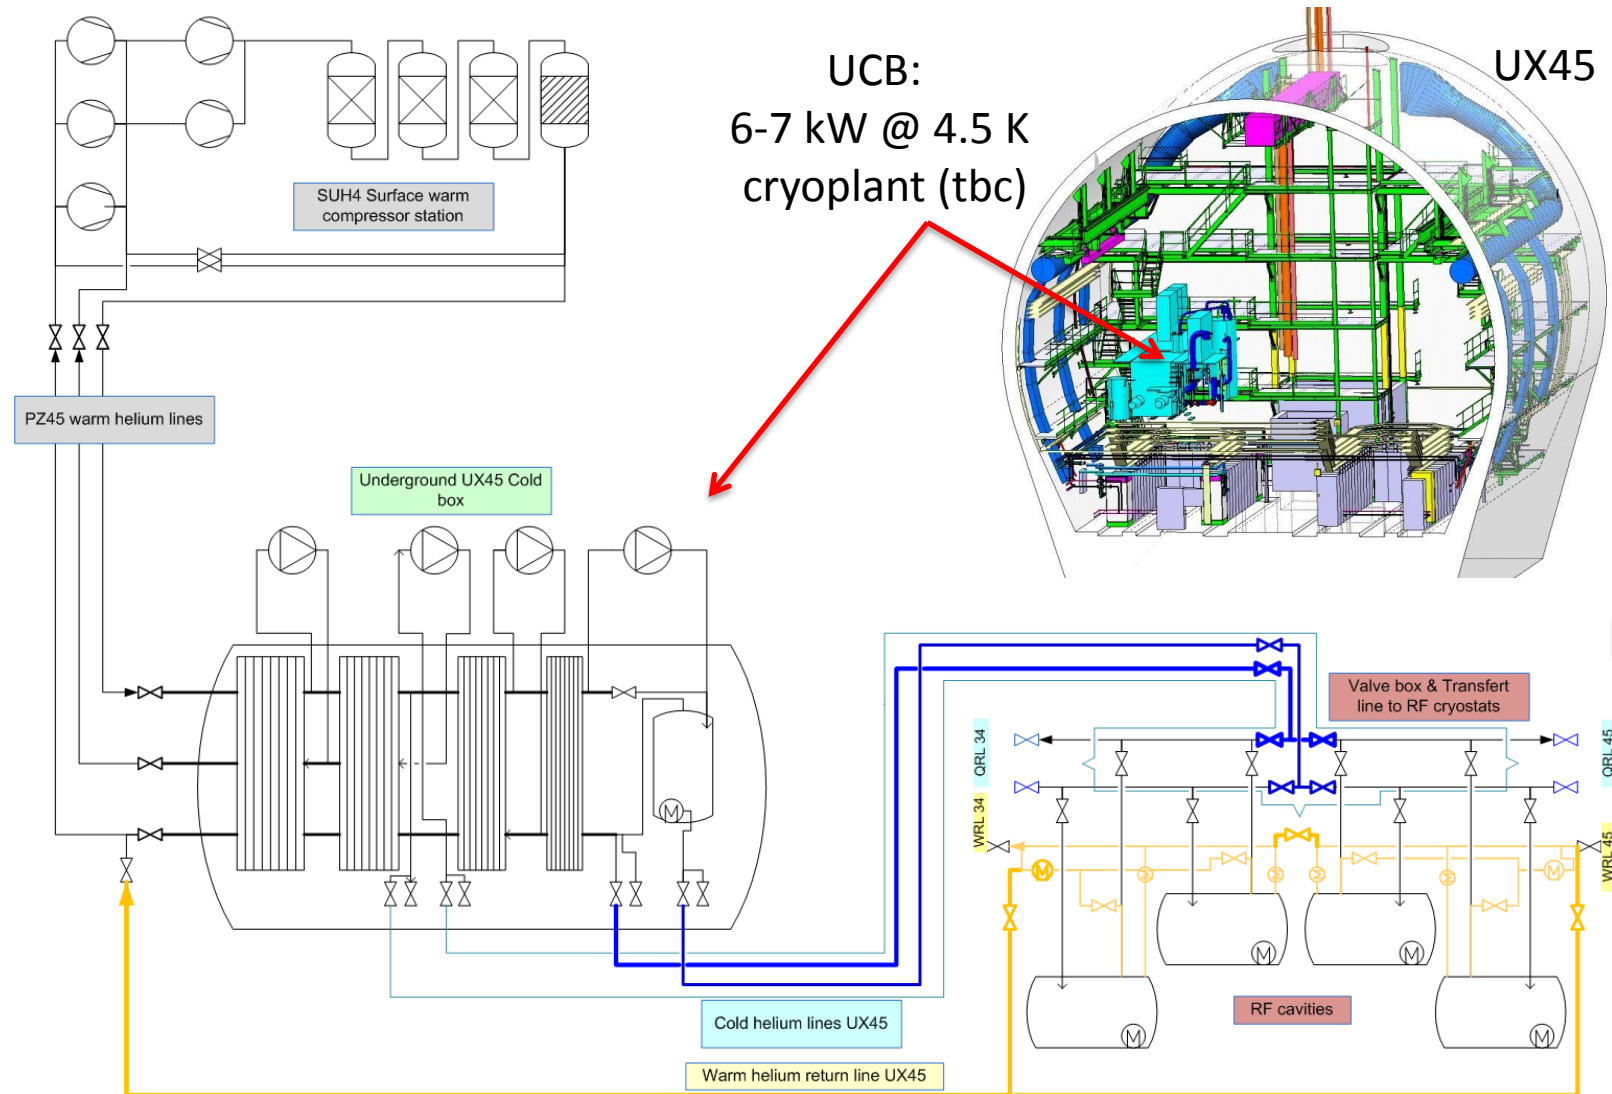 UCB:
6-7 kW @ 4.5 K
cryoplant (tbc)
UX45
SUH4 Surface warm
compressor station
PZ45 warm helium lines
Underground UX45 Cold
box
Valve box & Transfert
line to RF cryostats
QRL 34
QRL 45
WRL 34
WRL 45
M
M
M
M
M
M
M
M
M
M
M
RF cavities
Cold helium lines UX45
Warm helium return line UX45